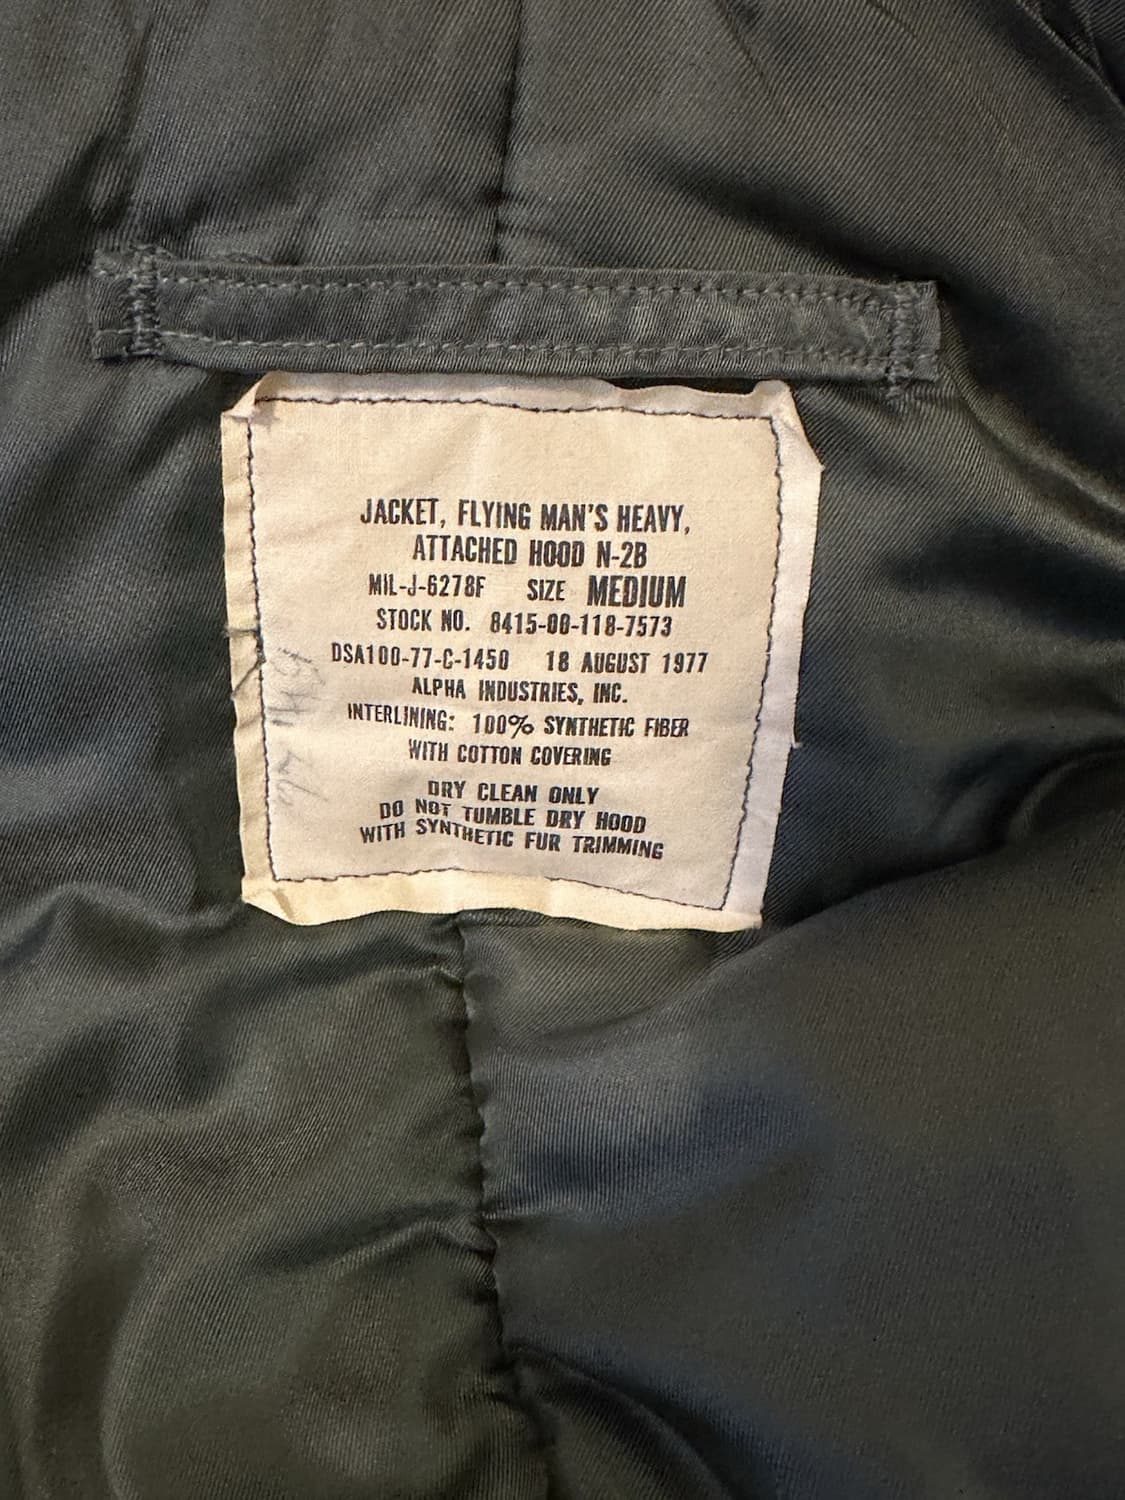 JACKET, FLYING MAN'S HEAVY,
ATTACHED HOOD N-2B
MIL-J-6278F SIZE MEDIUM
STOCK NO. 8415-00-118-7573
DSA100-77-C-1450 18 AUGUST 1977
ALPHA INDUSTRIES, INC.
INTERLINING: 100% SYNTHETIC FIBER
WITH COTTON COVERING
DRY CLEAN ONLY
DO NOT TUMBLE DRY HOOD
WITH SYNTHETIC FUR TRIMMING